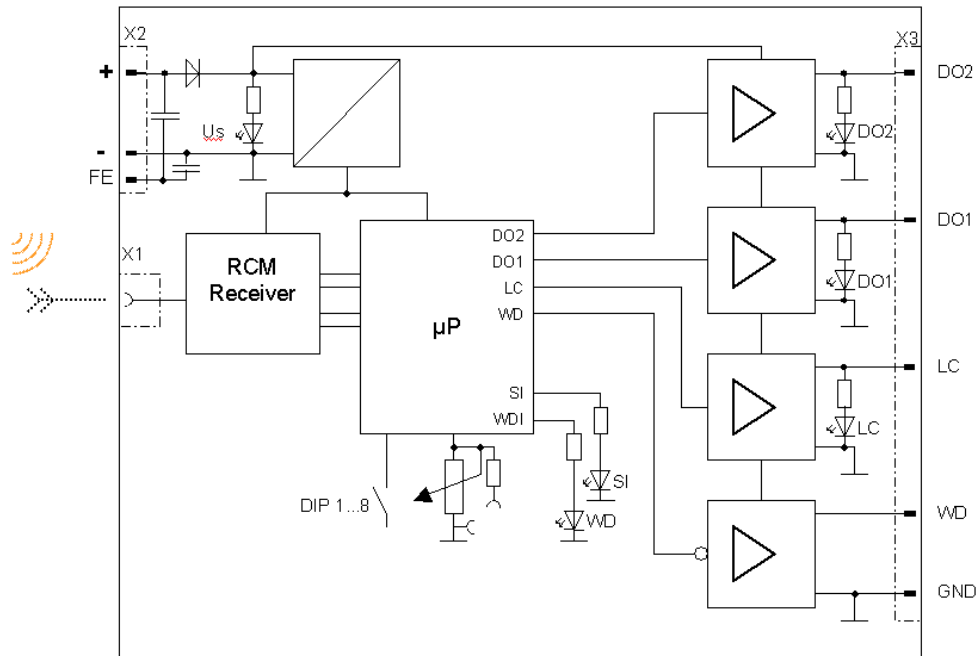 X2
X3
+
DO2
Us
DO2
-
FE
DO2
DO1
DO1
X1
RCM
Receiver
LC
DO1
µP
WD
LC
SI
LC
WDI
DIP 1...8
SI
WD
WD
GND